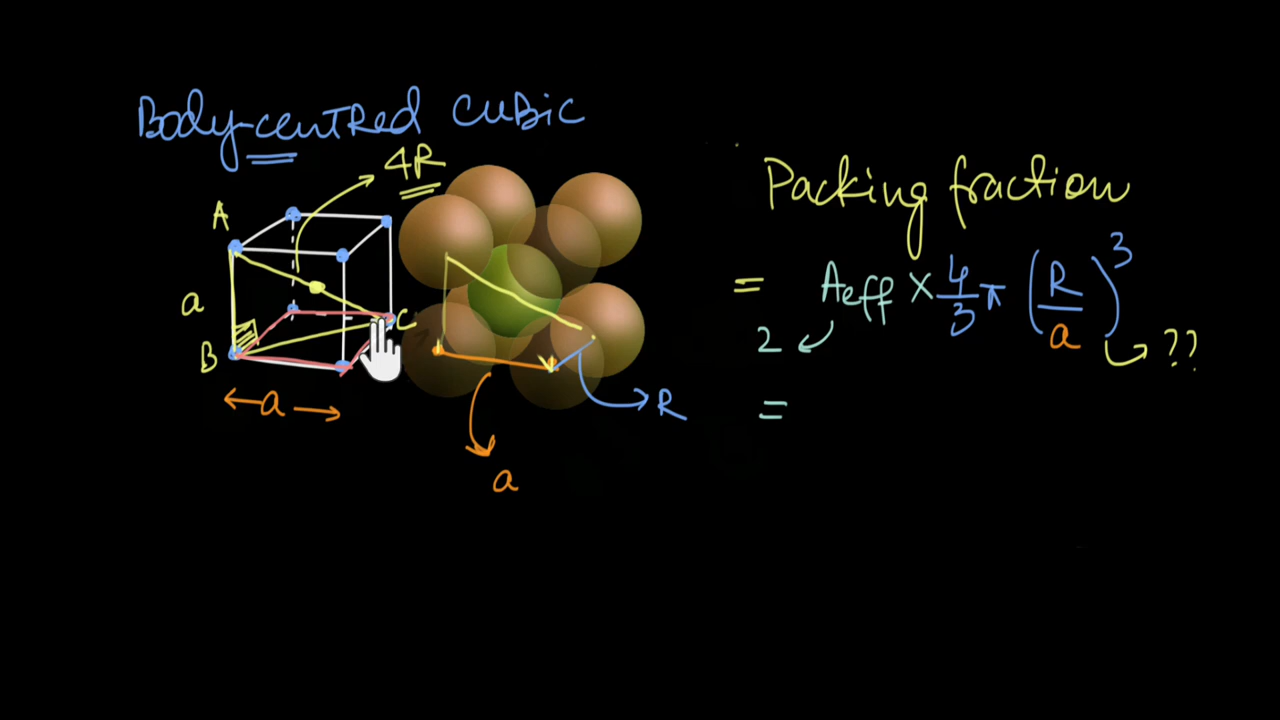 Body-centred cubic
4R
Packing fraction
A
a
B
C
a
R
a
= Aeff × 4/3 π (R/a)³
2
??
=